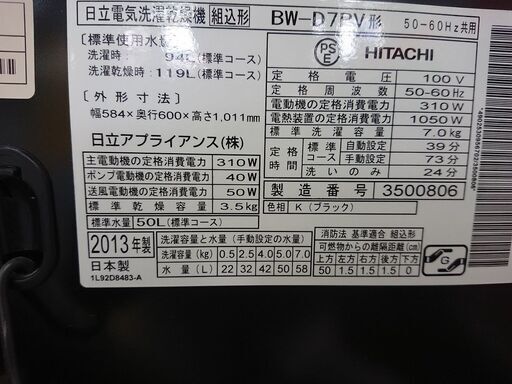 日立電気洗濯乾燥機 組込形 BW-D7PV形 50-60Hz共用
[標準使用水量]
洗濯時: 94L(標準コース)
洗濯乾燥時: 119L(標準コース)
[外形寸法]
幅584×奥行600×高さ1,011mm
日立アプライアンス(株)
主電動機の定格消費電力 310W
ポンプ電動機の定格消費電力 40W
送風電動機の定格消費電力 50W
標準乾燥容量 3.5kg
標準水量 50L(標準コース)
PS
E
HITACHI
定格電圧 100V
定格周波数 50-60Hz
電動機の定格消費電力 310W
電熱装置の定格消費電力 1050W
標準洗濯容量 7.0kg
定格時間 標準コース 自動設定 39分
手動設定 73分
洗いのみ 24分
製造番号 3500806
色相 K(ブラック)
2013年製
日本製
1L92D8483-A
洗濯容量と水量(手動設定の水量)
洗濯容量(kg) 0.5 2.5 4.0 5.0 7.0
水量(L) 22 32 42 50 58
消防法 基準適合 組込形
可燃物からの離隔距離(cm)
上方 左方 右方 前方 後方 下方
50 1.5 1.5 5 1.5 0
G